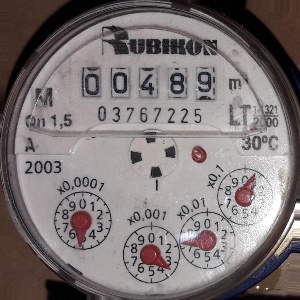 RUBIKON
00489 m³
03767225
M
Qn 1,5
A
LT
30°C
2003
x0,0001
x0,001
x0,01
x0,1